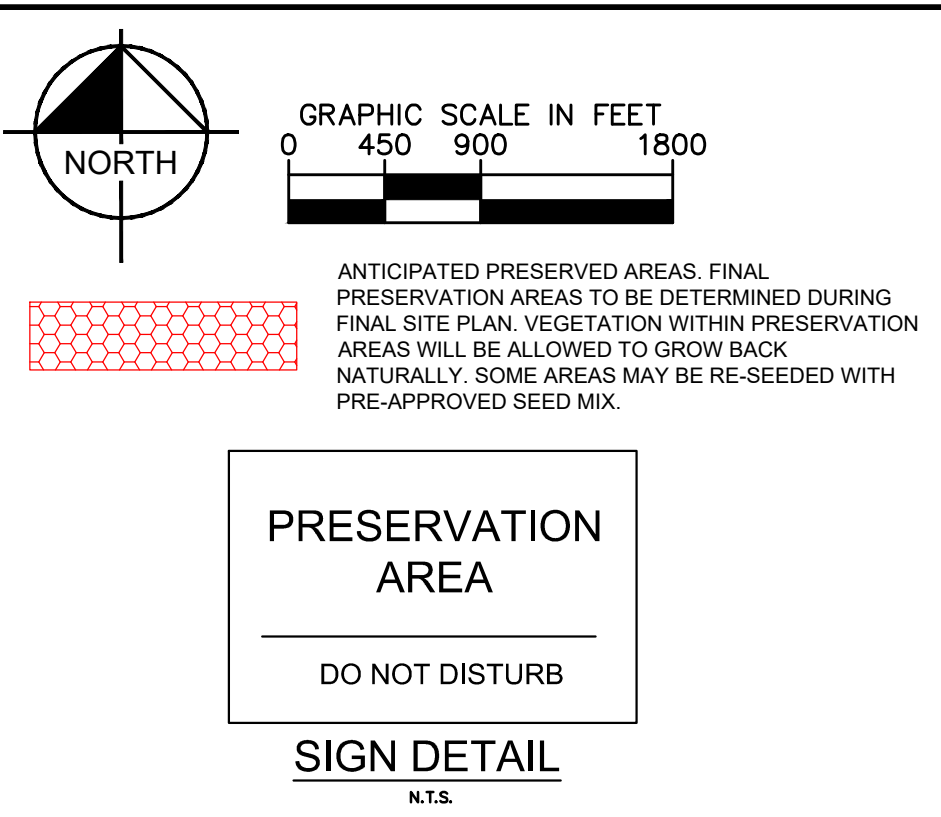 NORTH
GRAPHIC SCALE IN FEET
0 450 900 1800
ANTICIPATED PRESERVED AREAS. FINAL
PRESERVATION AREAS TO BE DETERMINED DURING
FINAL SITE PLAN. VEGETATION WITHIN PRESERVATION
AREAS WILL BE ALLOWED TO GROW BACK
NATURALLY. SOME AREAS MAY BE RE-SEEDED WITH
PRE-APPROVED SEED MIX.
PRESERVATION
AREA
DO NOT DISTURB
SIGN DETAIL
N.T.S.